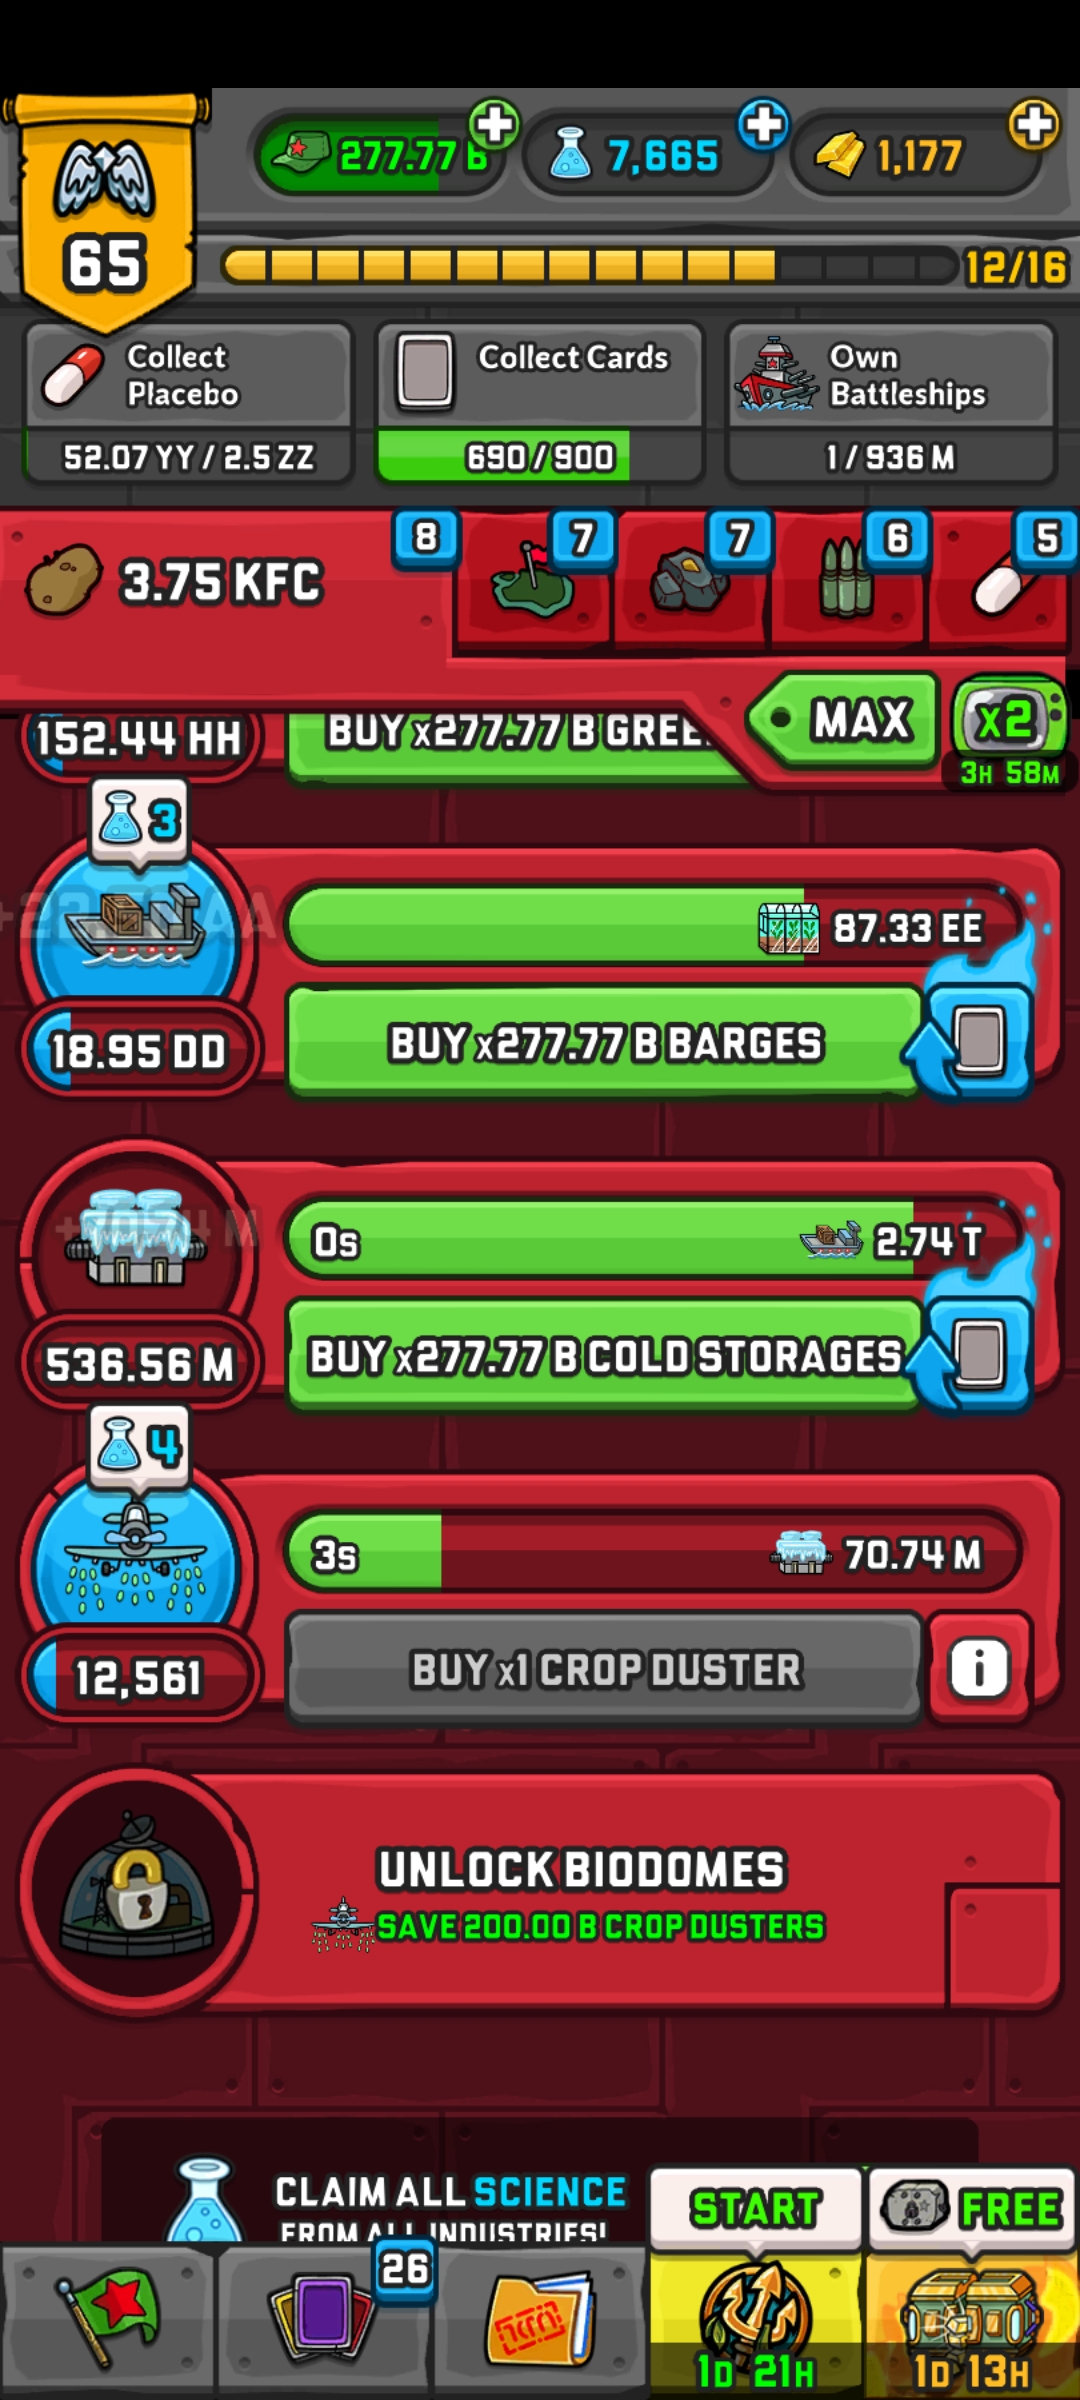 277.77 B
7,665
1,177
65
12/16
Collect
Placebo
52.07 YY / 2.5 ZZ
Collect Cards
690/900
Own
Battleships
1/936 M
3.75 KFC
8
7
7
6
5
MAX
x2
3H 58M
152.44 HH
BUY x277.77 B GREE
3
87.33 EE
18.95 DD
BUY x277.77 B BARGES
0s
2.74 T
536.56 M
BUY x277.77 B COLD STORAGES
4
3s
70.74 M
12,561
BUY x1 CROP DUSTER
i
UNLOCK BIODOMES
SAVE 200.00 B CROP DUSTERS
CLAIM ALL SCIENCE
FROM ALL INDUSTRIES!
START
FREE
26
1D 21H
1D 13H